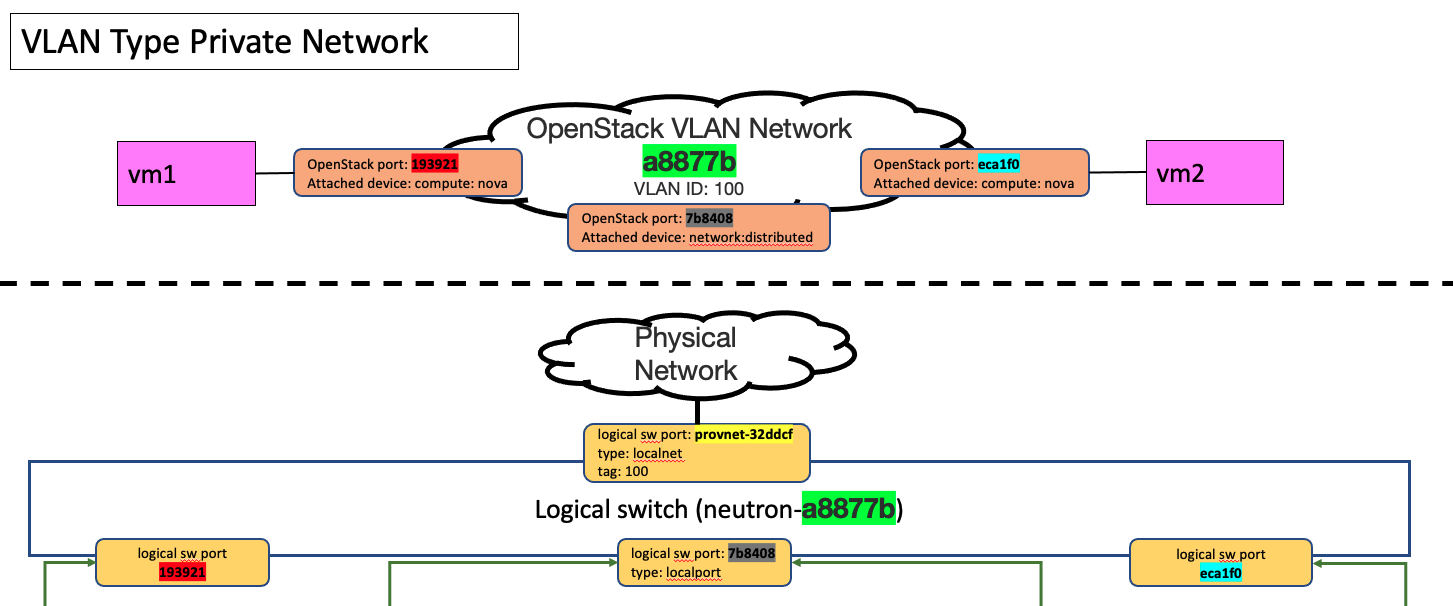 VLAN Type Private Network
OpenStack VLAN Network
a8877b
VLAN ID: 100
vm1
OpenStack port: 193921
Attached device: compute: nova
OpenStack port: eca1f0
Attached device: compute: nova
vm2
OpenStack port: 7b8408
Attached device: network:distributed
Physical
Network
logical sw port: provnet-32ddcf
type: localnet
tag: 100
Logical switch (neutron-a8877b)
logical sw port
193921
logical sw port: 7b8408
type: localport
logical sw port
eca1f0